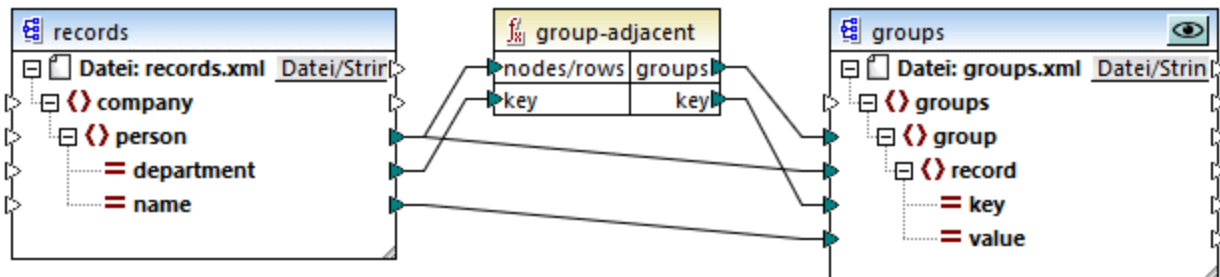 records
Datei: records.xml Datei/Strin
company
person
department
name
group-adjacent
nodes/rows groups
key key
groups
Datei: groups.xml Datei/Strin
groups
group
record
key
value